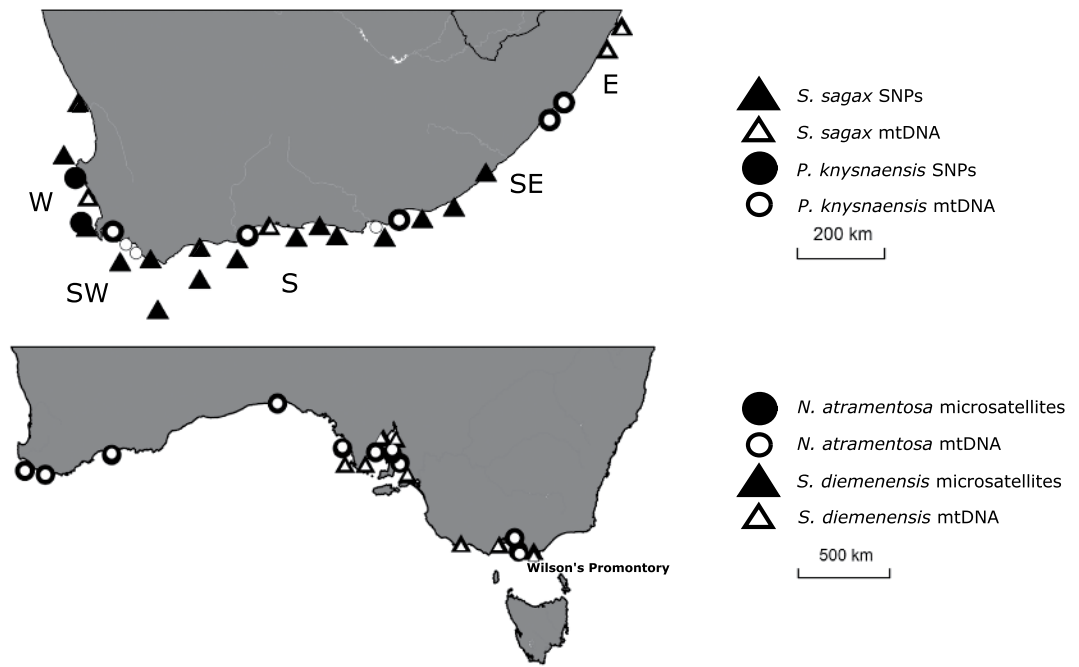 E
SE
W
SW
S
S. sagax SNPs
S. sagax mtDNA
P. knysnaensis SNPs
P. knysnaensis mtDNA
200 km
Wilson's Promontory
N. atramentosa microsatellites
N. atramentosa mtDNA
S. diemenensis microsatellites
S. diemenensis mtDNA
500 km